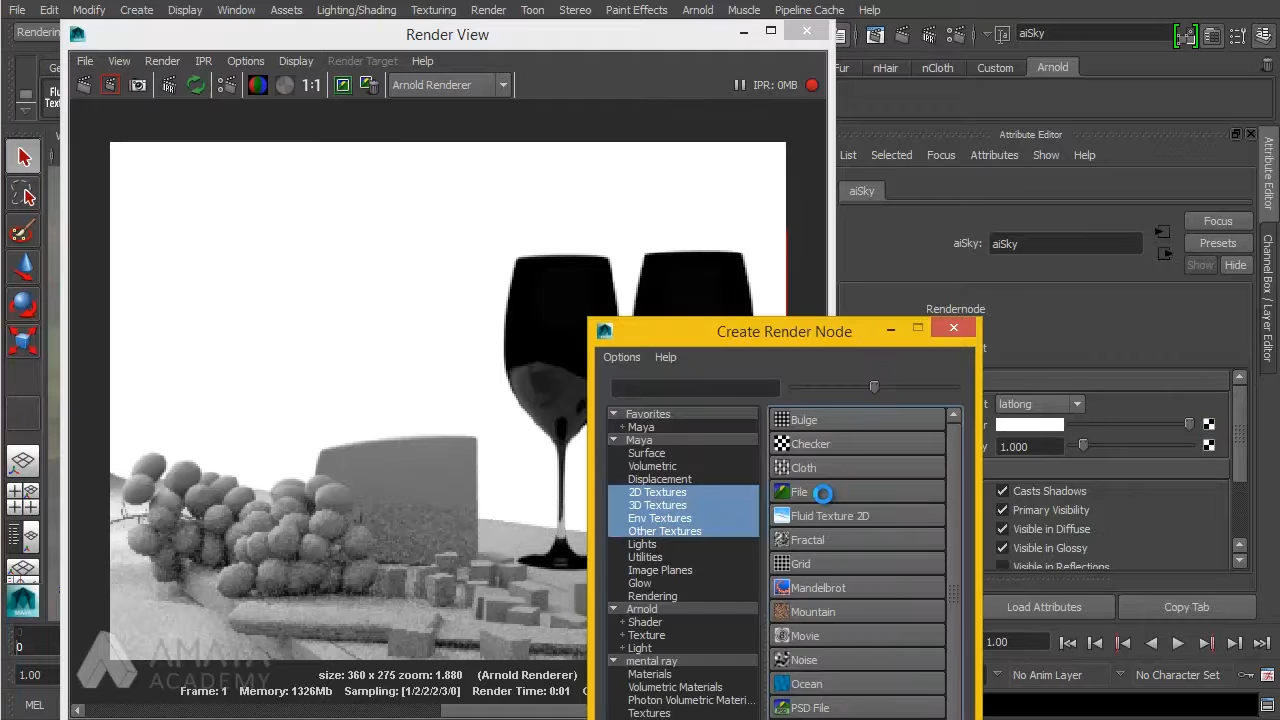 File Edit Modify Create Display Window Assets Lighting/Shading Texturing Render Toon Stereo Paint Effects Arnold Muscle Pipeline Cache Help
Rendering
Render View
aiSky
File View Render IPR Options Display Render Target Help
Fur nHair nCloth Custom Arnold
1:1
Arnold Renderer
IPR: 0MB
Attribute Editor
List Selected Focus Attributes Show Help
aiSky
Focus
aiSky: aiSky
Presets
Show Hide
Rendernode
Create Render Node
Options Help
latlong
1.000
Favorites
+ Maya
Maya
Surface
Volumetric
Displacement
2D Textures
3D Textures
Env Textures
Other Textures
Lights
Utilities
Image Planes
Glow
Rendering
Arnold
+ Shader
+ Texture
+ Light
mental ray
Materials
Volumetric Materials
Photon Volumetric Materi...
Textures
Bulge
Checker
Cloth
File
Fluid Texture 2D
Fractal
Grid
Mandelbrot
Mountain
Movie
Noise
Ocean
PSD File
Casts Shadows
Primary Visibility
Visible in Diffuse
Visible in Glossy
Visible in Reflections
Load Attributes Copy Tab
Attribute Editor
Channel Box / Layer Editor
ACADEMY
size: 360 x 275 zoom: 1.880 (Arnold Renderer)
Frame: 1 Memory: 1326Mb Sampling: [1/2/2/2/3/0] Render Time: 0:01
0
1.00
1.00
No Anim Layer
No Character Set
MEL